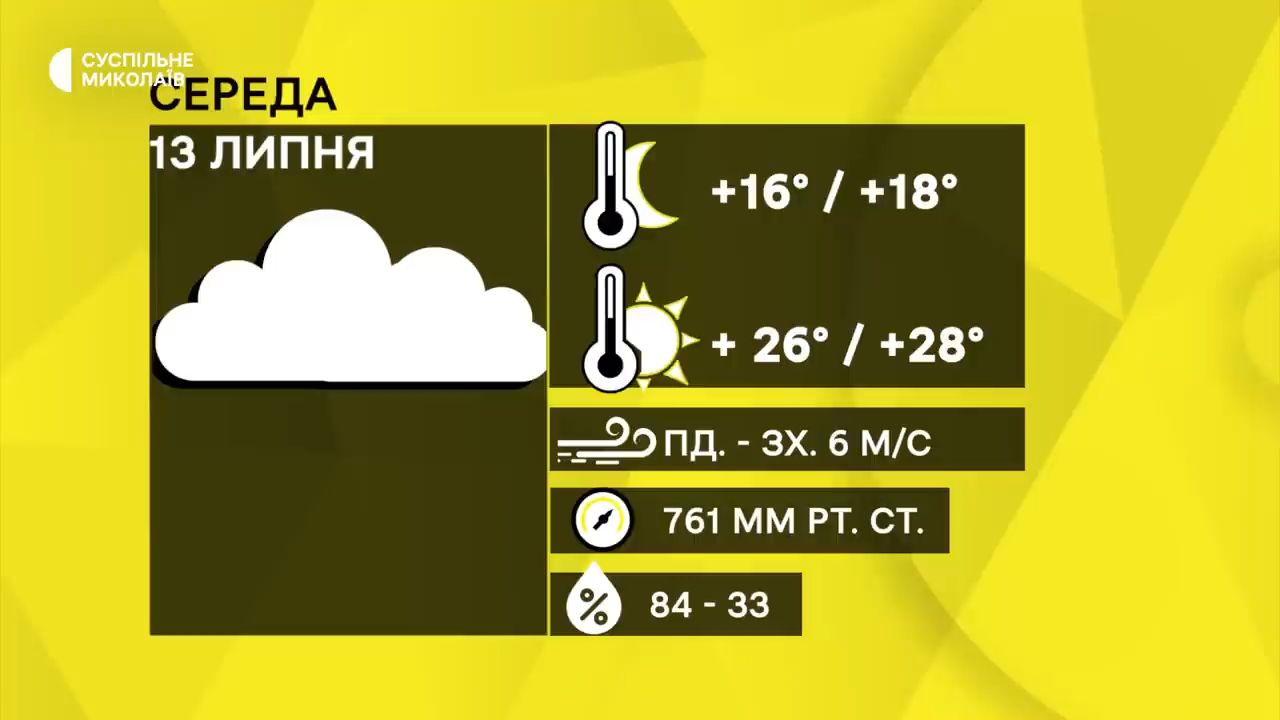 СУСПІЛЬНЕ
МИКОЛАЇВ
СЕРЕДА
13 ЛИПНЯ
+16° / +18°
+ 26° / +28°
ПД. - ЗХ. 6 М/С
761 ММ РТ. СТ.
%
84 - 33